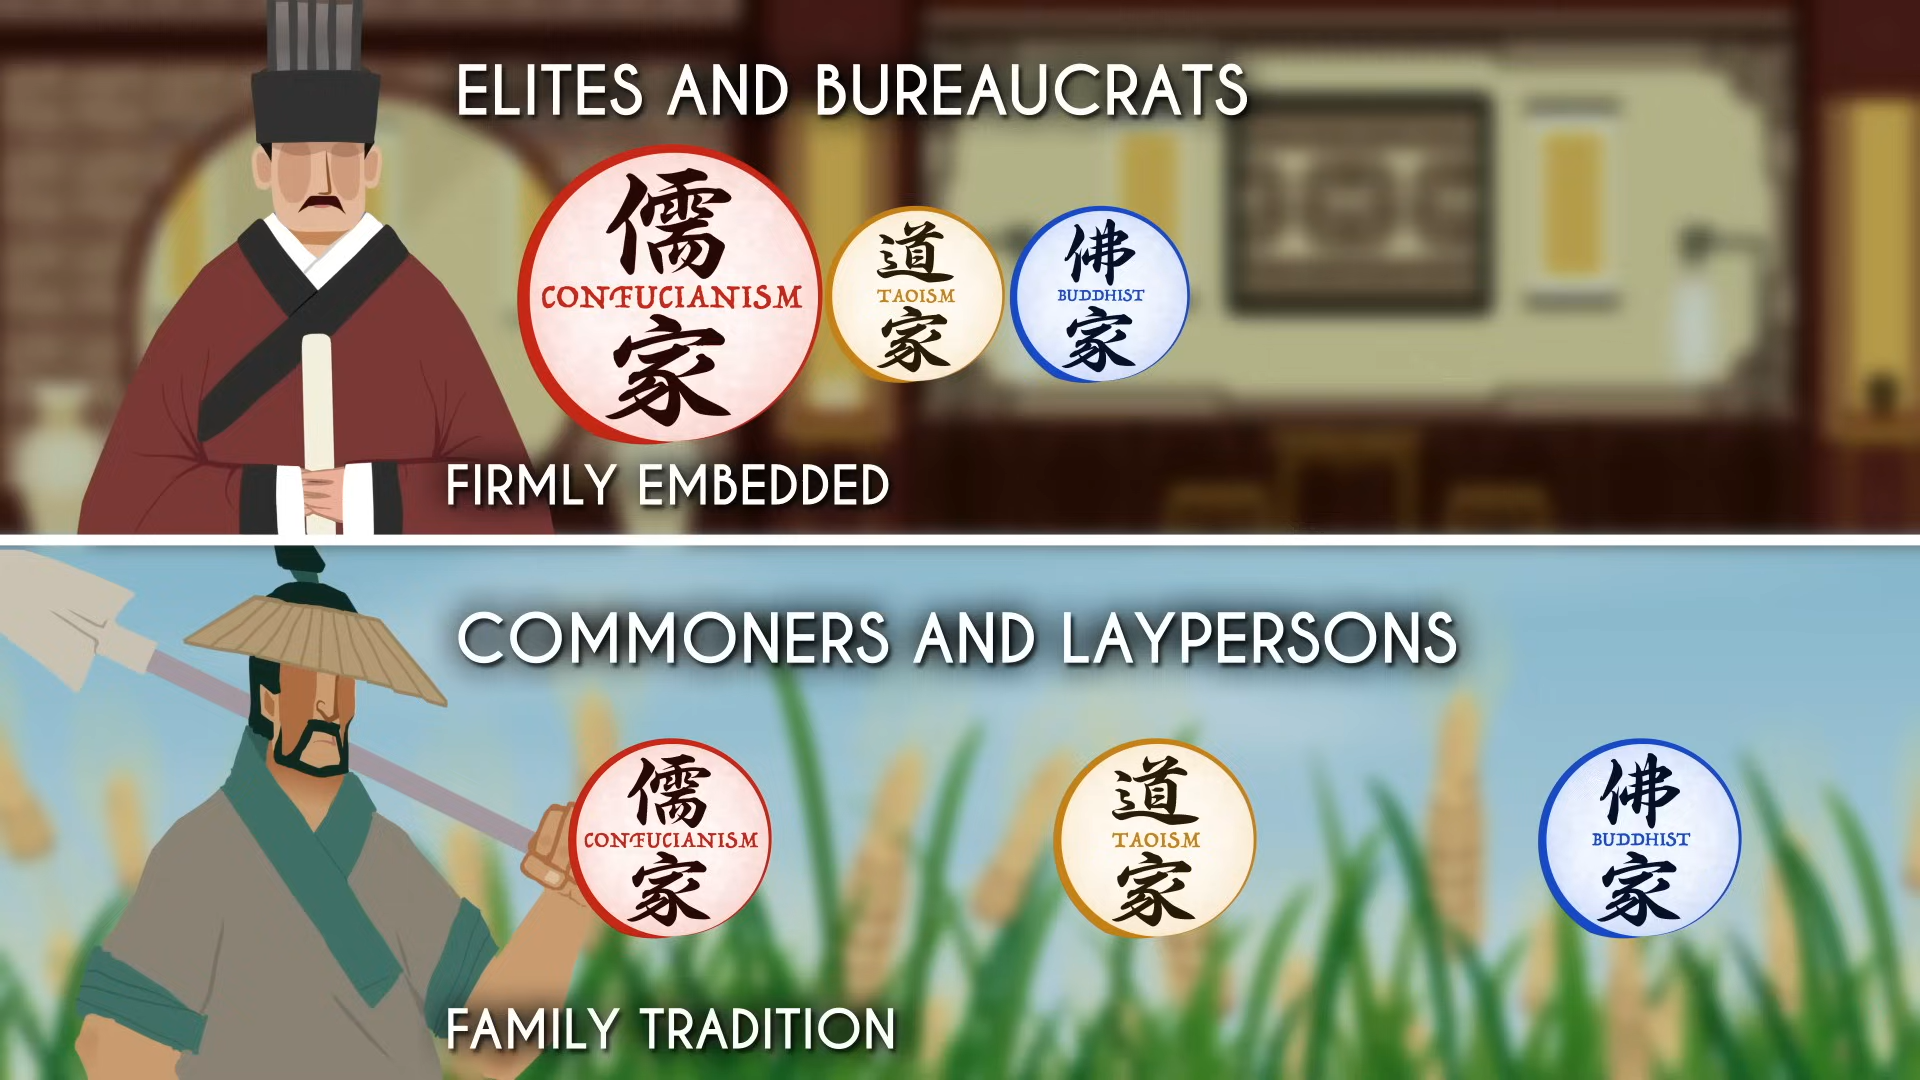 ELITES AND BUREAUCRATS
儒
CONFUCIANISM
家
道
TAOISM
家
佛
BUDDHIST
家
FIRMLY EMBEDDED
COMMONERS AND LAYPERSONS
儒
CONFUCIANISM
家
道
TAOISM
家
佛
BUDDHIST
家
FAMILY TRADITION